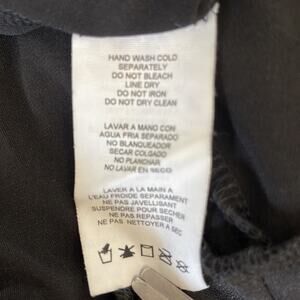 HAND WASH COLD
SEPARATELY
DO NOT BLEACH
LINE DRY
DO NOT IRON
DO NOT DRY CLEAN
LAVAR A MANO CON
AGUA FRIA SEPARADO
NO BLANQUEADOR
SECAR COLGADO
NO PLANCHAR
NO LAVAR EN SECO
LAVER A LA MAIN A
L'EAU FROIDE SEPARAMENT
NE PAS JAVELLISANT
SUSPENDRE POUR SECHER
NE PAS REPASSER
NE PAS NETTOYER A SEC